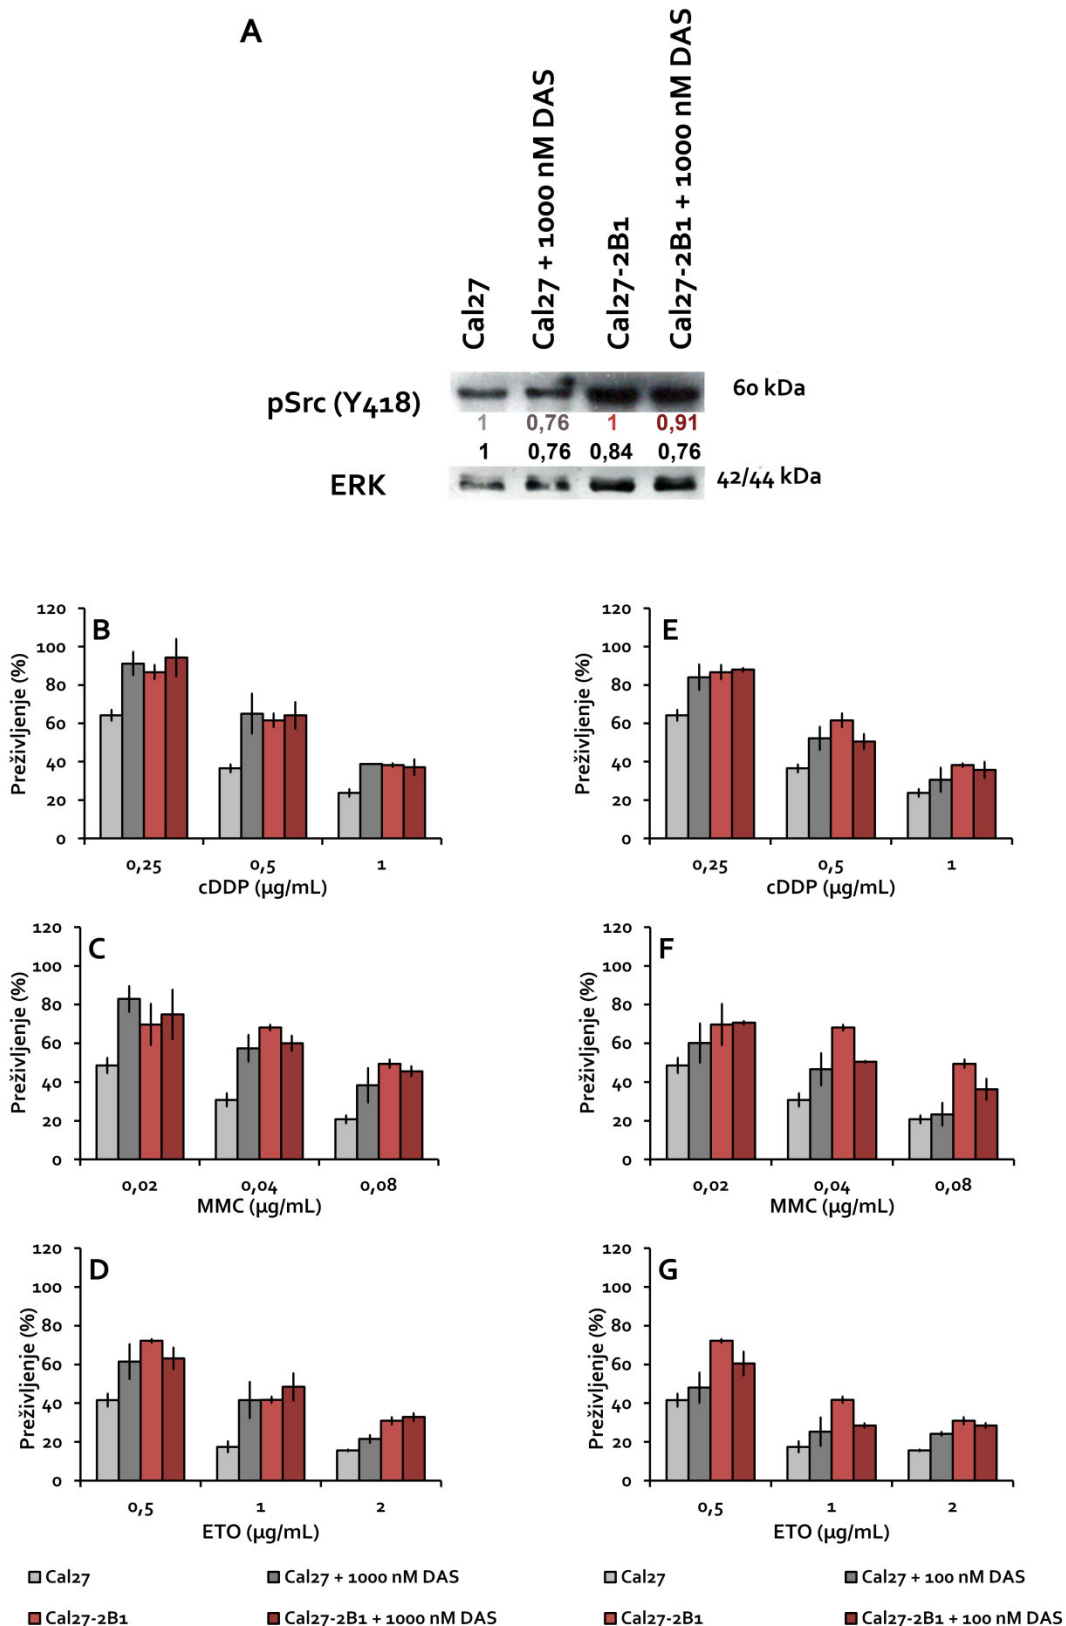 A
Cal27
Cal27 + 1000 nM DAS
Cal27-2B1
Cal27-2B1 + 1000 nM DAS
pSrc (Y418)
60 kDa
1 0,76 1 0,91
1 0,76 0,84 0,76
ERK
42/44 kDa
B
Preživljenje (%)
120
100
80
60
40
20
0
0,25 0,5 1
cDDP (µg/mL)
E
Preživljenje (%)
120
100
80
60
40
20
0
0,25 0,5 1
cDDP (µg/mL)
C
Preživljenje (%)
120
100
80
60
40
20
0
0,02 0,04 0,08
MMC (µg/mL)
F
Preživljenje (%)
120
100
80
60
40
20
0
0,02 0,04 0,08
MMC (µg/mL)
D
Preživljenje (%)
120
100
80
60
40
20
0
0,5 1 2
ETO (µg/mL)
G
Preživljenje (%)
120
100
80
60
40
20
0
0,5 1 2
ETO (µg/mL)
Cal27 Cal27 + 1000 nM DAS
Cal27-2B1 Cal27-2B1 + 1000 nM DAS
Cal27 Cal27 + 100 nM DAS
Cal27-2B1 Cal27-2B1 + 100 nM DAS